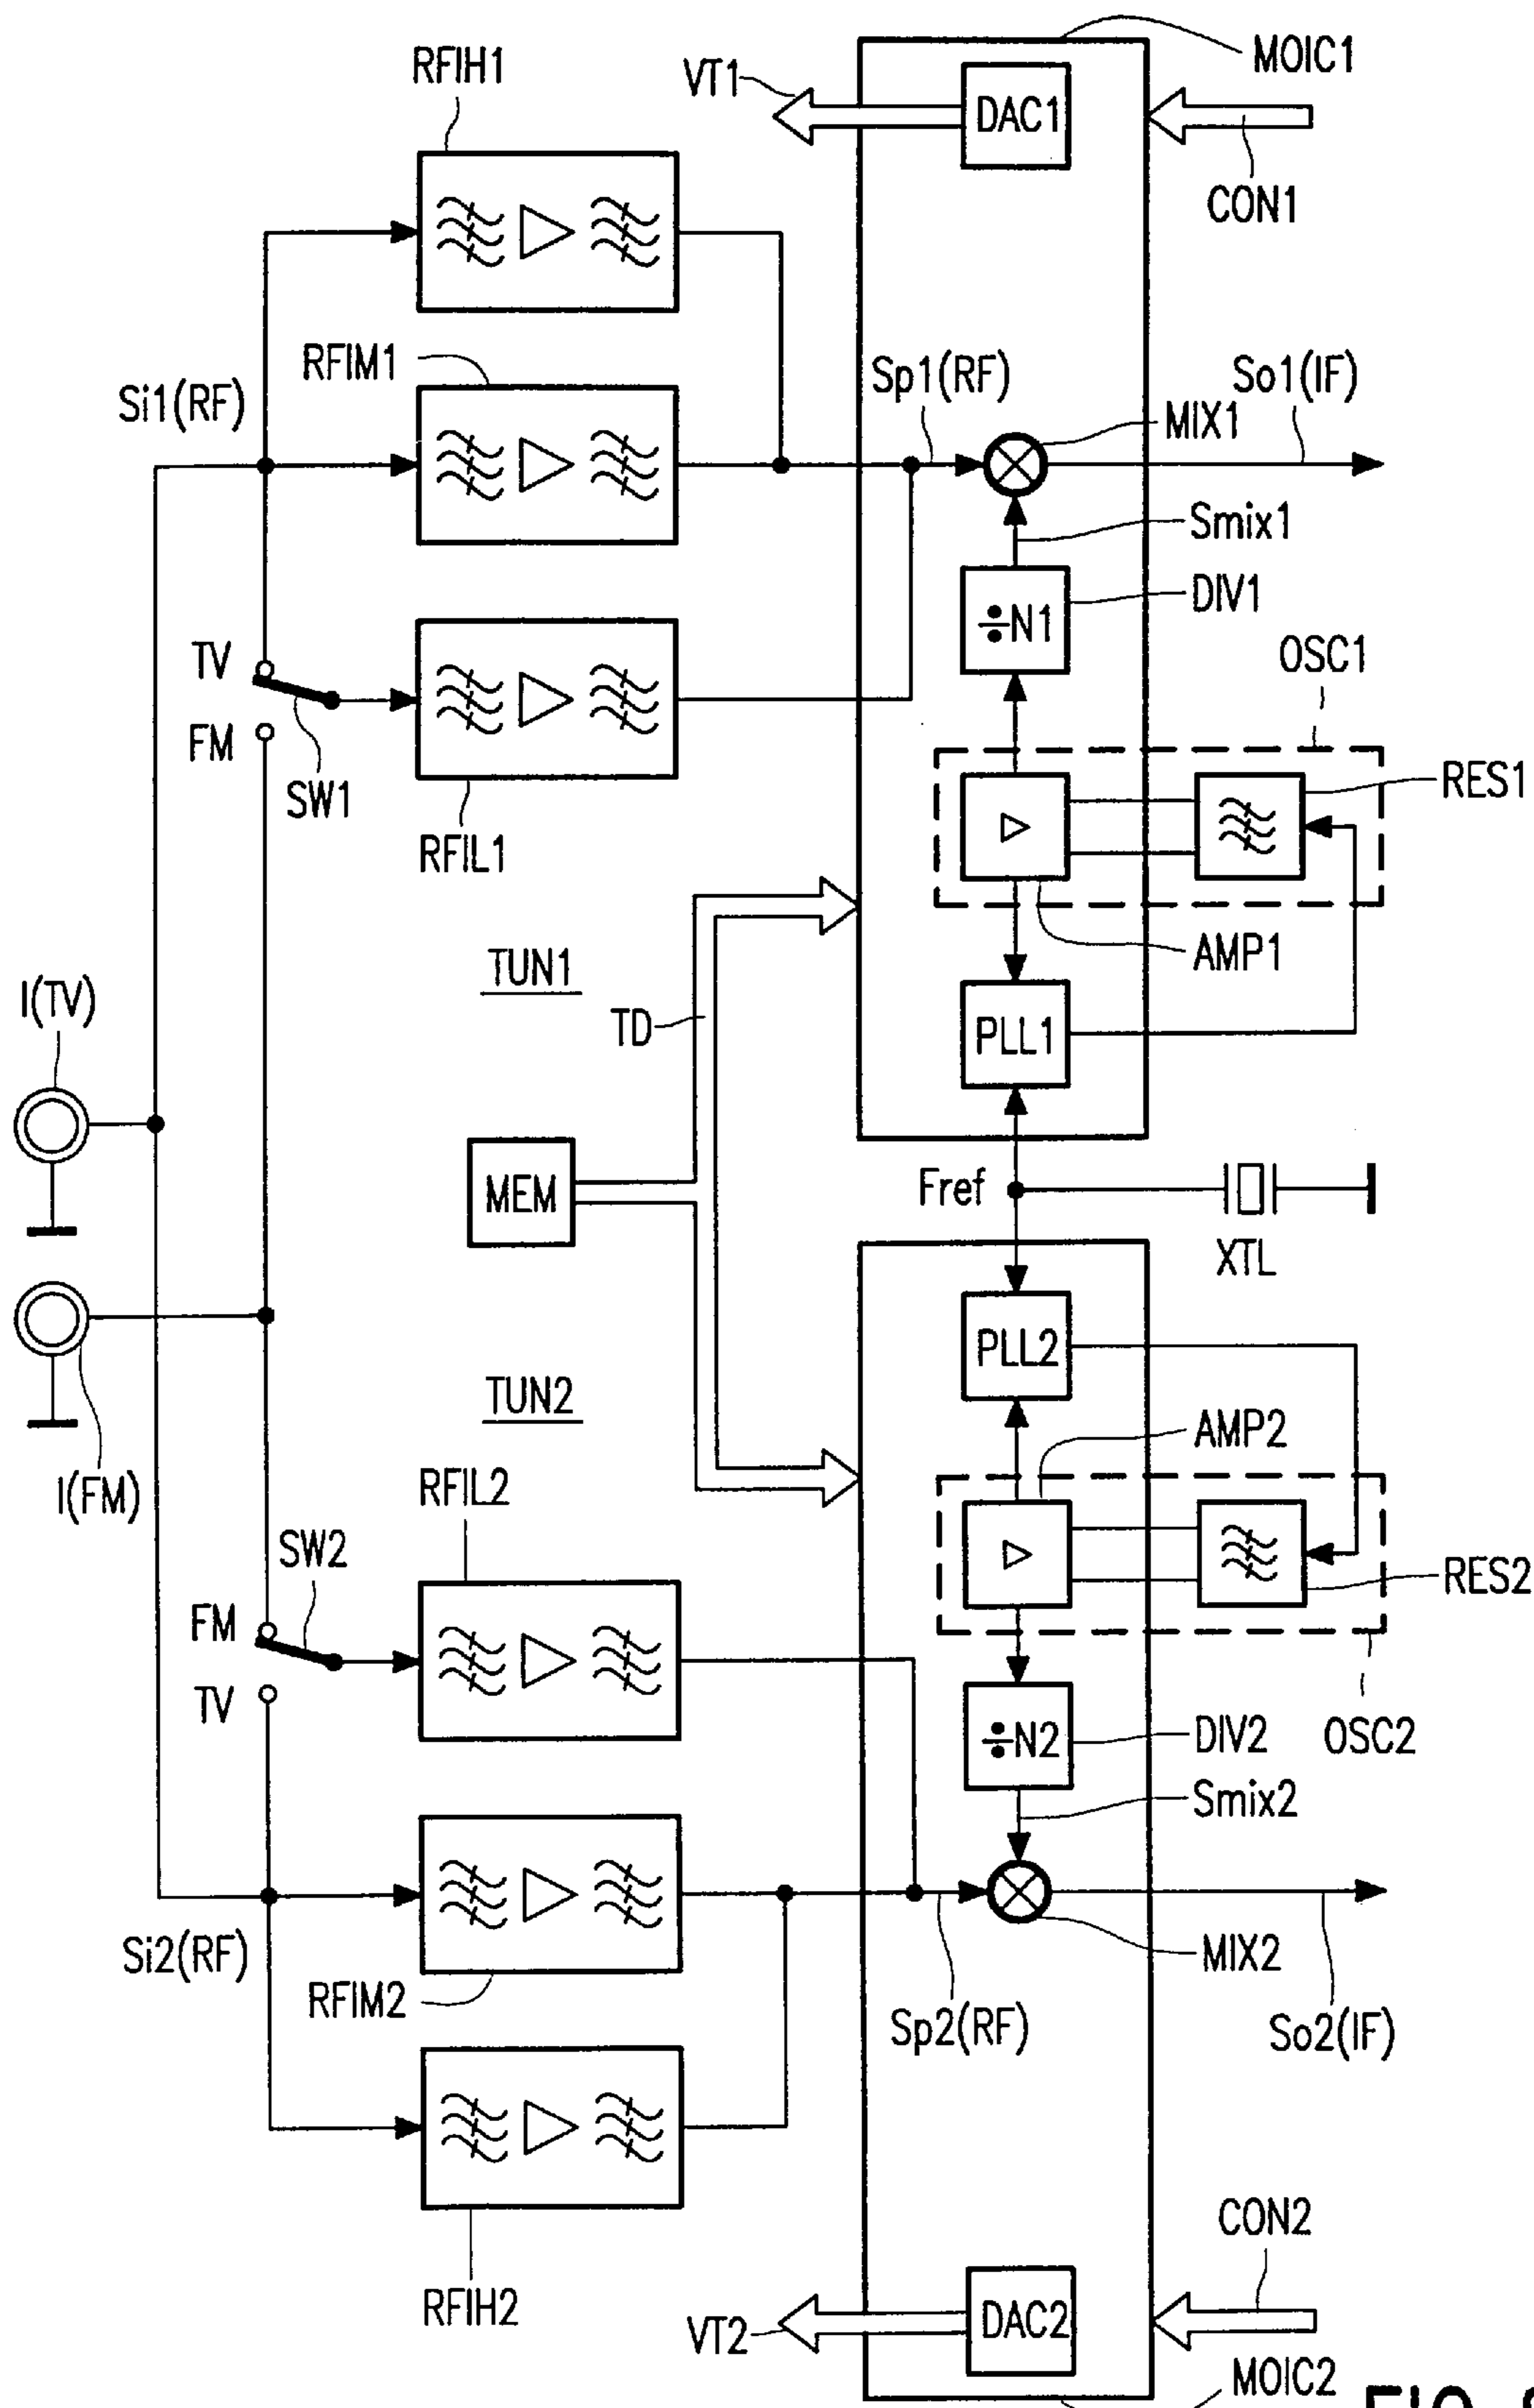 RFIH1
VT1
MOIC1
DAC1
CON1
RFIM1
Si1(RF)
Sp1(RF)
So1(IF)
MIX1
Smix1
÷N1
DIV1
TV
FM
SW1
RFIL1
OSC1
RES1
AMP1
TUN1
TD
PLL1
I(TV)
MEM
Fref
XTL
I(FM)
TUN2
PLL2
AMP2
RFIL2
SW2
FM
TV
RES2
OSC2
÷N2
DIV2
Smix2
Si2(RF)
RFIM2
MIX2
Sp2(RF)
So2(IF)
RFIH2
CON2
VT2
DAC2
MOIC2